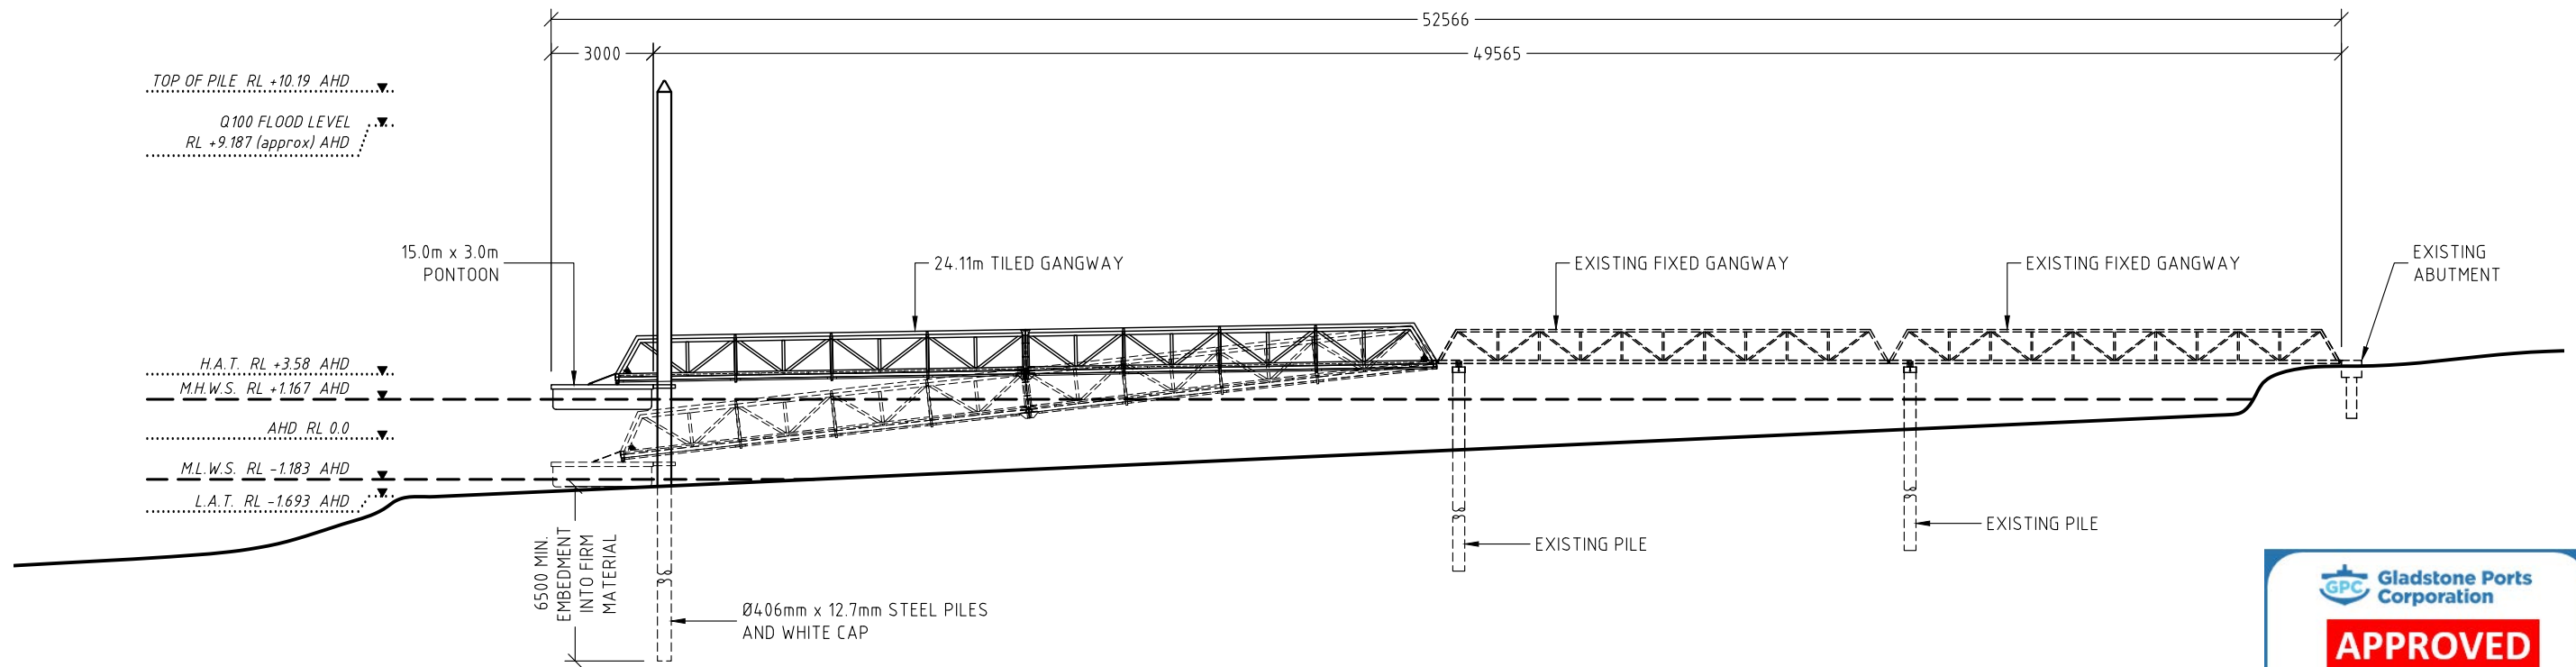 52566
3000
49565
TOP OF PILE RL +10.19 AHD
Q100 FLOOD LEVEL
RL +9.187 (approx) AHD
15.0m x 3.0m
PONTOON
24.11m TILED GANGWAY
EXISTING FIXED GANGWAY
EXISTING FIXED GANGWAY
EXISTING
ABUTMENT
H.A.T. RL +3.58 AHD
M.H.W.S. RL +1.167 AHD
AHD RL 0.0
M.L.W.S. RL -1.183 AHD
L.A.T. RL -1.693 AHD
6500 MIN.
EMBEDMENT
INTO FIRM
MATERIAL
Ø406mm x 12.7mm STEEL PILES
AND WHITE CAP
EXISTING PILE
EXISTING PILE
GPC
Gladstone Ports
Corporation
APPROVED